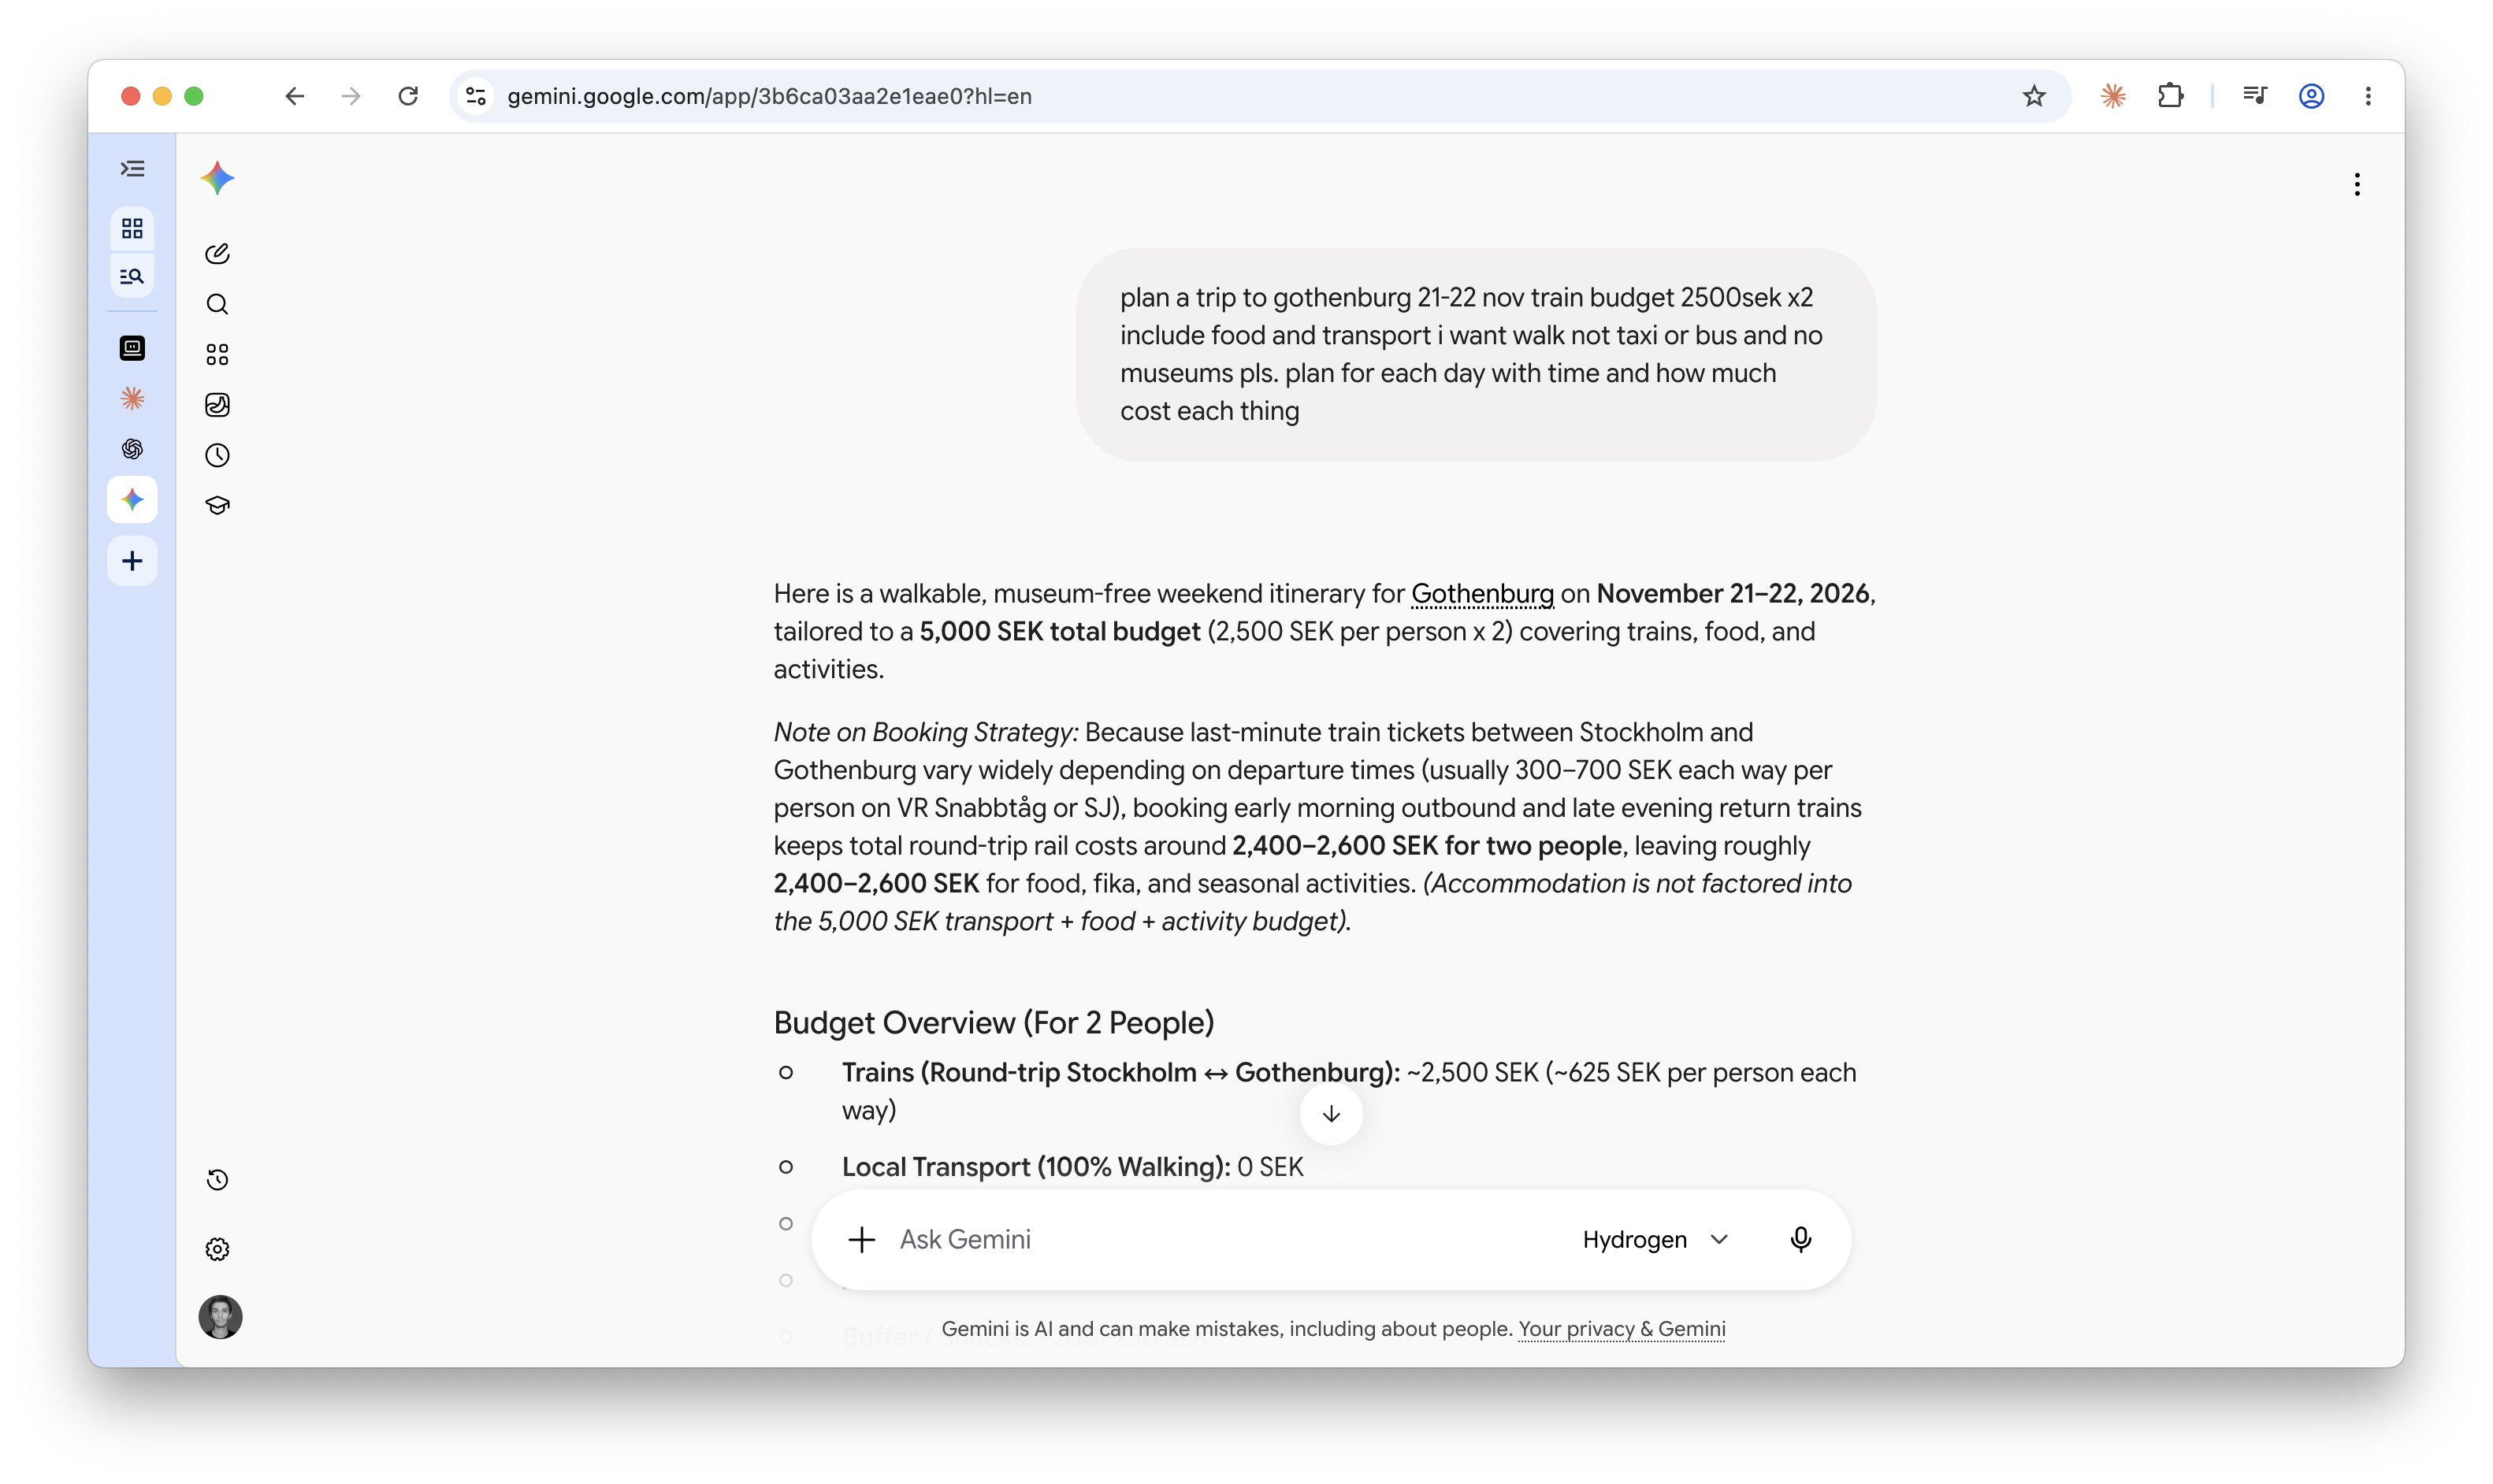 gemini.google.com/app/3b6ca03aa2e1eae0?hl=en
plan a trip to gothenburg 21-22 nov train budget 2500sek x2
include food and transport i want walk not taxi or bus and no
museums pls. plan for each day with time and how much
cost each thing
Here is a walkable, museum-free weekend itinerary for Gothenburg on November 21–22, 2026,
tailored to a 5,000 SEK total budget (2,500 SEK per person x 2) covering trains, food, and
activities.
Note on Booking Strategy: Because last-minute train tickets between Stockholm and
Gothenburg vary widely depending on departure times (usually 300–700 SEK each way per
person on VR Snabbtåg or SJ), booking early morning outbound and late evening return trains
keeps total round-trip rail costs around 2,400–2,600 SEK for two people, leaving roughly
2,400–2,600 SEK for food, fika, and seasonal activities. (Accommodation is not factored into
the 5,000 SEK transport + food + activity budget).
Budget Overview (For 2 People)
Trains (Round-trip Stockholm ↔ Gothenburg): ~2,500 SEK (~625 SEK per person each
way)
Local Transport (100% Walking): 0 SEK
Ask Gemini
Hydrogen
Buffer /
Gemini is AI and can make mistakes, including about people. Your privacy & Gemini